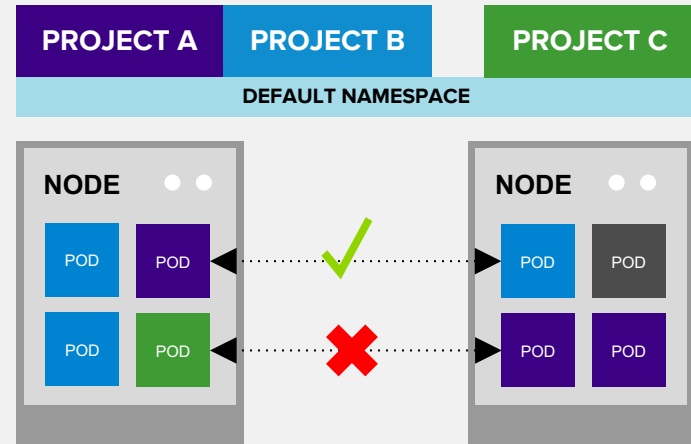 PROJECT A PROJECT B PROJECT C
DEFAULT NAMESPACE
NODE NODE
POD POD POD POD
POD POD POD POD